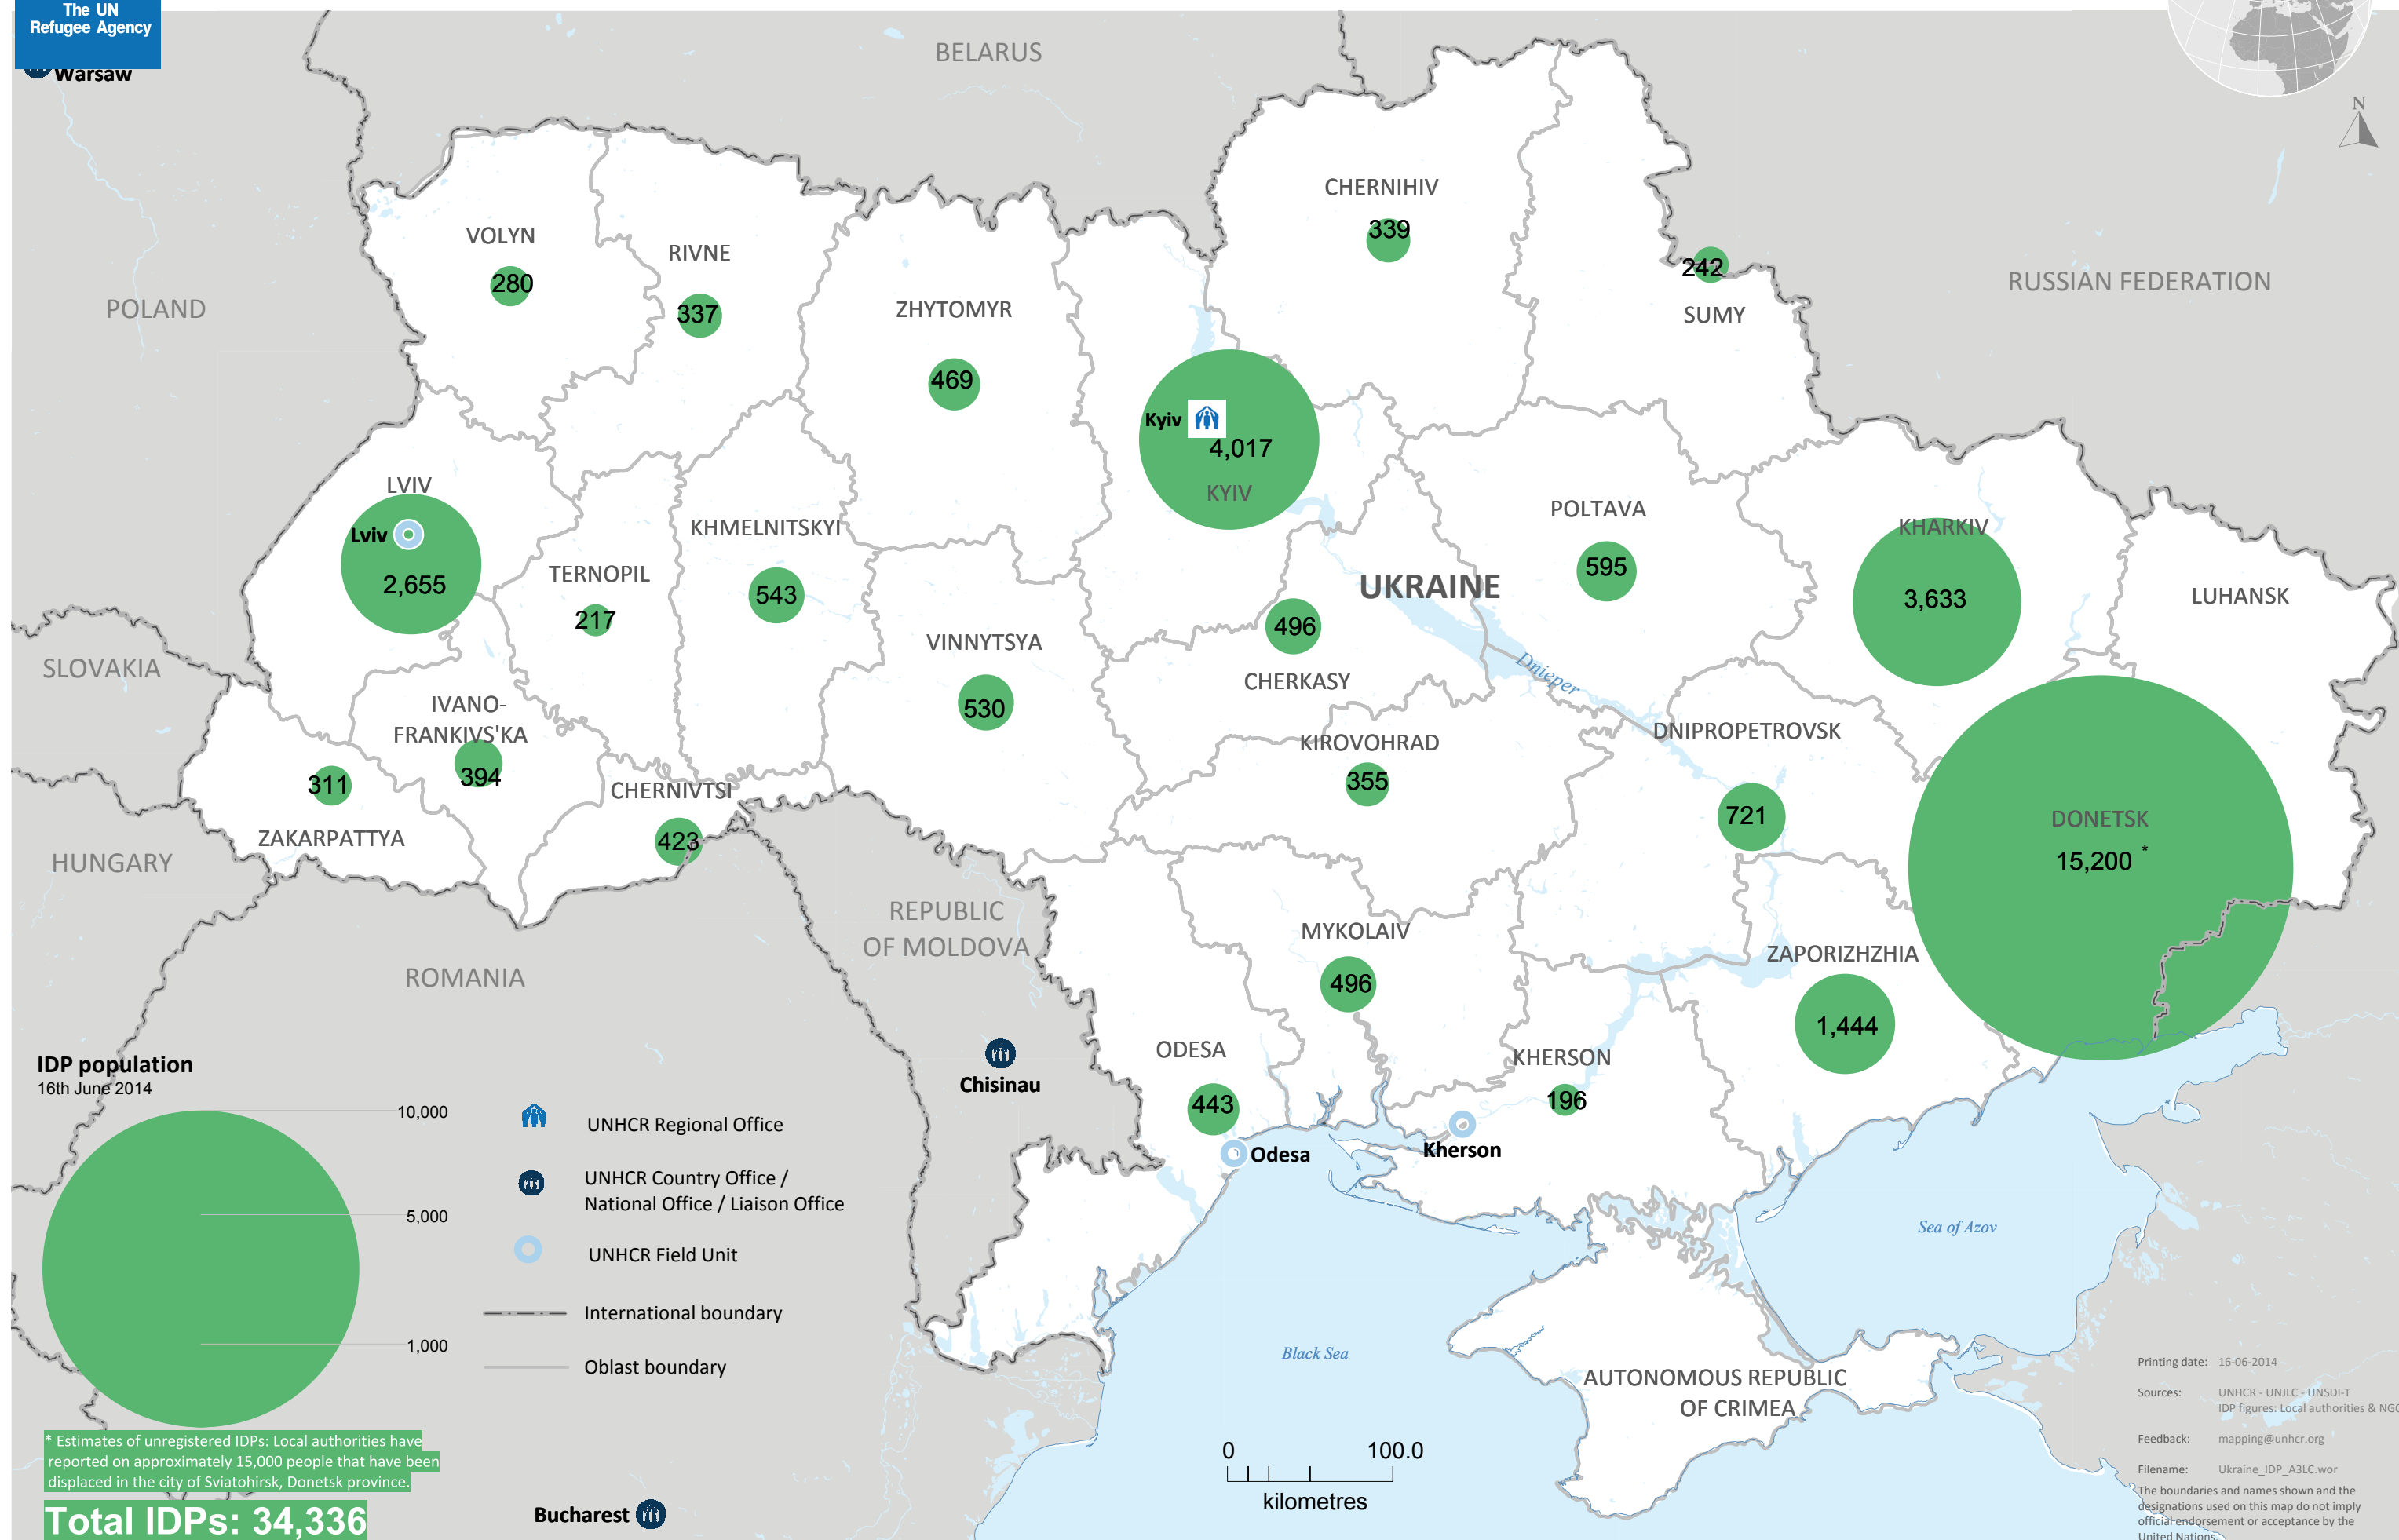 The UN
Refugee Agency
Warsaw
BELARUS
N
CHERNIHIV
339
VOLYN
280
RIVNE
337
242
SUMY
RUSSIAN FEDERATION
POLAND
ZHYTOMYR
469
Kyiv
4,017
KYIV
LVIV
Lviv
2,655
KHMELNITSKYI
543
TERNOPIL
217
POLTAVA
595
KHARKIV
3,633
LUHANSK
UKRAINE
496
CHERKASY
VINNYTSYA
530
Dnieper
SLOVAKIA
IVANO-
FRANKIVS'KA
394
311
ZAKARPATTYA
CHERNIVTSI
423
KIROVOHRAD
355
DNIPROPETROVSK
721
DONETSK
15,200 *
HUNGARY
REPUBLIC
OF MOLDOVA
MYKOLAIV
496
ZAPORIZHZHIA
1,444
ROMANIA
Chisinau
ODESA
443
Odesa
KHERSON
196
Kherson
Sea of Azov
Black Sea
AUTONOMOUS REPUBLIC
OF CRIMEA
IDP population
16th June 2014
10,000
5,000
1,000
UNHCR Regional Office
UNHCR Country Office /
National Office / Liaison Office
UNHCR Field Unit
International boundary
Oblast boundary
* Estimates of unregistered IDPs: Local authorities have
reported on approximately 15,000 people that have been
displaced in the city of Sviatohirsk, Donetsk province.
Total IDPs: 34,336
Bucharest
0 100.0
kilometres
Printing date: 16-06-2014
Sources: UNHCR - UNJLC - UNSDI-T
IDP figures: Local authorities & NGO
Feedback: mapping@unhcr.org
Filename: Ukraine_IDP_A3LC.wor
The boundaries and names shown and the
designations used on this map do not imply
official endorsement or acceptance by the
United Nations.